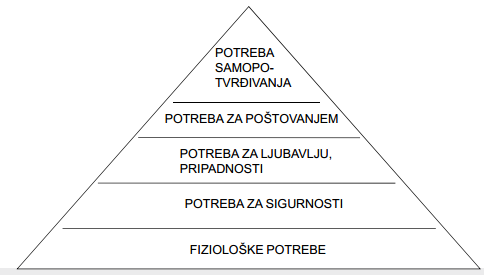 POTREBA
SAMOPO-
TVRĐIVANJA
POTREBA ZA POŠTOVANJEM
POTREBA ZA LJUBAVLJU,
PRIPADNOSTI
POTREBA ZA SIGURNOSTI
FIZIOLOŠKE POTREBE